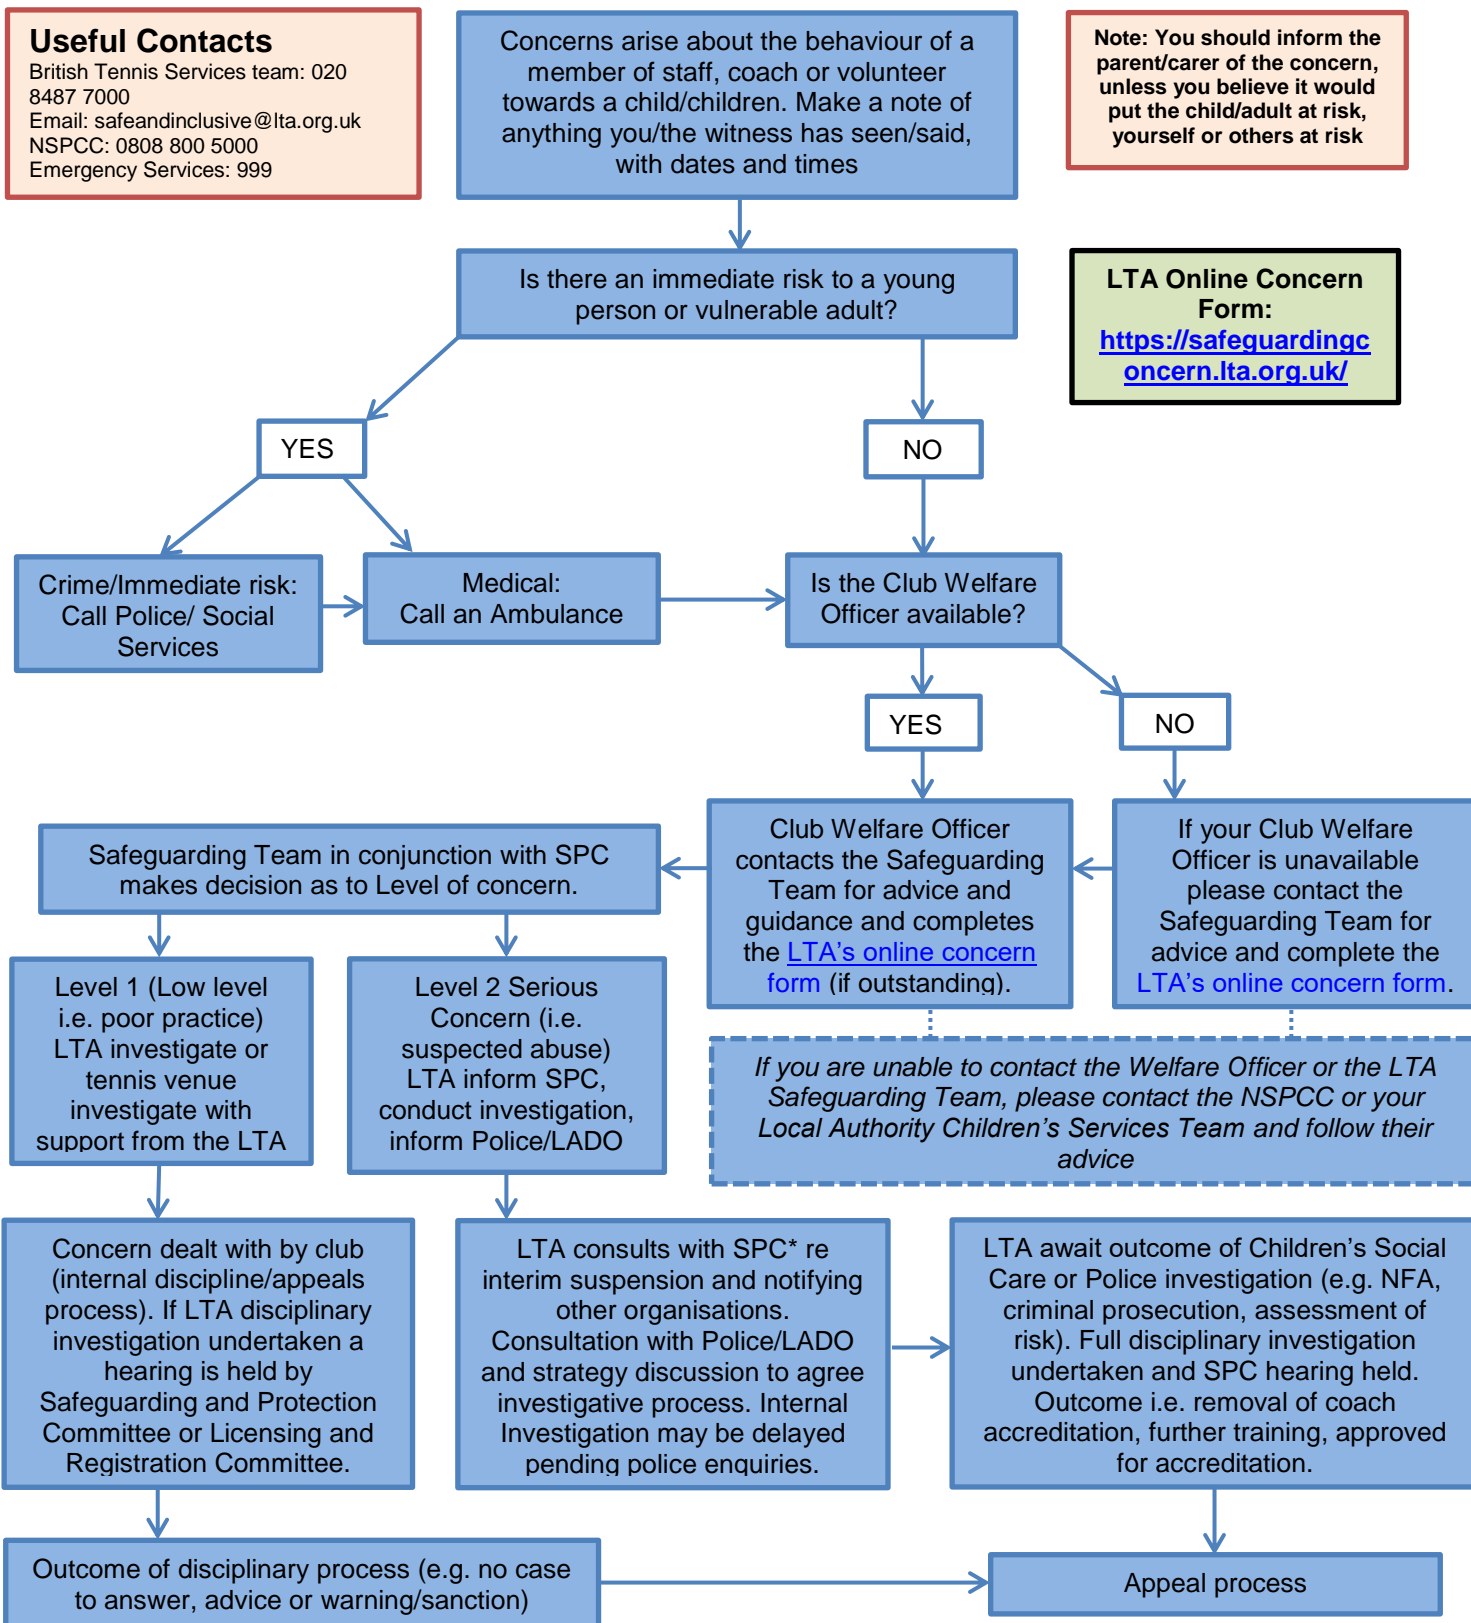 Useful Contacts
British Tennis Services team: 020
8487 7000
Email: safeandinclusive@lta.org.uk
NSPCC: 0808 800 5000
Emergency Services: 999
Concerns arise about the behaviour of a
member of staff, coach or volunteer
towards a child/children. Make a note of
anything you/the witness has seen/said,
with dates and times
Note: You should inform the
parent/carer of the concern,
unless you believe it would
put the child/adult at risk,
yourself or others at risk
Is there an immediate risk to a young
person or vulnerable adult?
LTA Online Concern
Form:
https://safeguardingc
oncern.lta.org.uk/
YES
NO
Crime/Immediate risk:
Call Police/ Social
Services
Medical:
Call an Ambulance
Is the Club Welfare
Officer available?
YES
NO
Safeguarding Team in conjunction with SPC
makes decision as to Level of concern.
Club Welfare Officer
contacts the Safeguarding
Team for advice and
guidance and completes
the LTA's online concern
form (if outstanding).
If your Club Welfare
Officer is unavailable
please contact the
Safeguarding Team for
advice and complete the
LTA's online concern form.
Level 1 (Low level
i.e. poor practice)
LTA investigate or
tennis venue
investigate with
support from the LTA
Level 2 Serious
Concern (i.e.
suspected abuse)
LTA inform SPC,
conduct investigation,
inform Police/LADO
If you are unable to contact the Welfare Officer or the LTA
Safeguarding Team, please contact the NSPCC or your
Local Authority Children's Services Team and follow their
advice
Concern dealt with by club
(internal discipline/appeals
process). If LTA disciplinary
investigation undertaken a
hearing is held by
Safeguarding and Protection
Committee or Licensing and
Registration Committee.
LTA consults with SPC* re
interim suspension and notifying
other organisations.
Consultation with Police/LADO
and strategy discussion to agree
investigative process. Internal
Investigation may be delayed
pending police enquiries.
LTA await outcome of Children's Social
Care or Police investigation (e.g. NFA,
criminal prosecution, assessment of
risk). Full disciplinary investigation
undertaken and SPC hearing held.
Outcome i.e. removal of coach
accreditation, further training, approved
for accreditation.
Outcome of disciplinary process (e.g. no case
to answer, advice or warning/sanction)
Appeal process